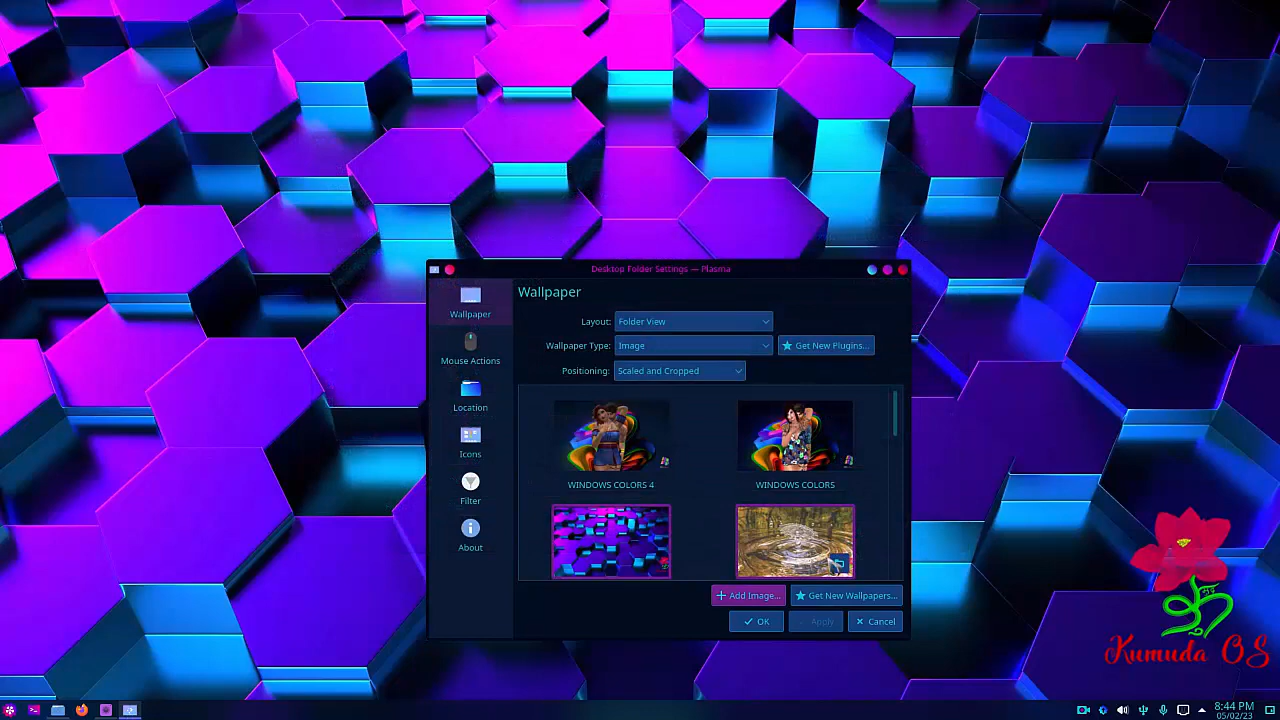 Desktop Folder Settings — Plasma
Wallpaper
Wallpaper
Mouse Actions
Location
Icons
Filter
About
Layout: Folder View
Wallpaper Type: Image Get New Plugins...
Positioning: Scaled and Cropped
WINDOWS COLORS 4 WINDOWS COLORS
Add Image... Get New Wallpapers...
OK Apply Cancel
Kumuda OS
8:44 PM
05/02/23